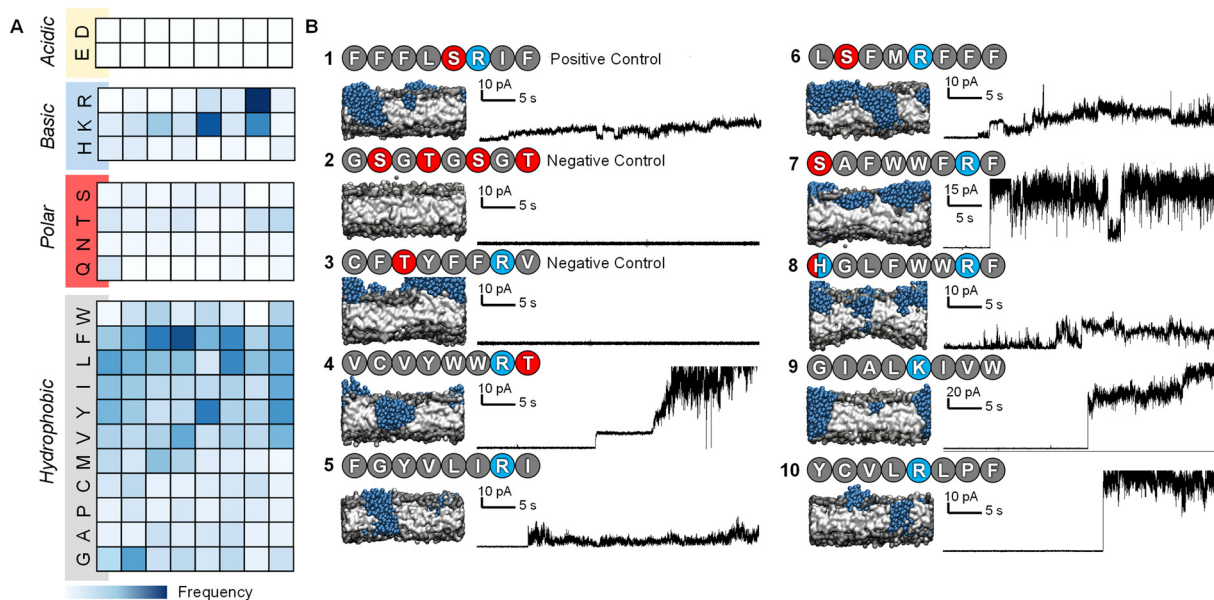 A
Acidic
E D
Basic
H K R
Polar
Q N T S
Hydrophobic
G A P C M V Y I L F W
Frequency
B
1 F F F L S R I F Positive Control
10 pA
5 s
2 G S G T G S G T Negative Control
10 pA
5 s
3 C F T Y F F R V Negative Control
10 pA
5 s
4 V C V Y W W R T
10 pA
5 s
5 F G Y V L I R I
10 pA
5 s
6 L S F M R F F F
10 pA
5 s
7 S A F W W F R F
15 pA
5 s
8 H G L F W W R F
10 pA
5 s
9 G I A L K I V W
20 pA
5 s
10 Y C V L R L P F
10 pA
5 s